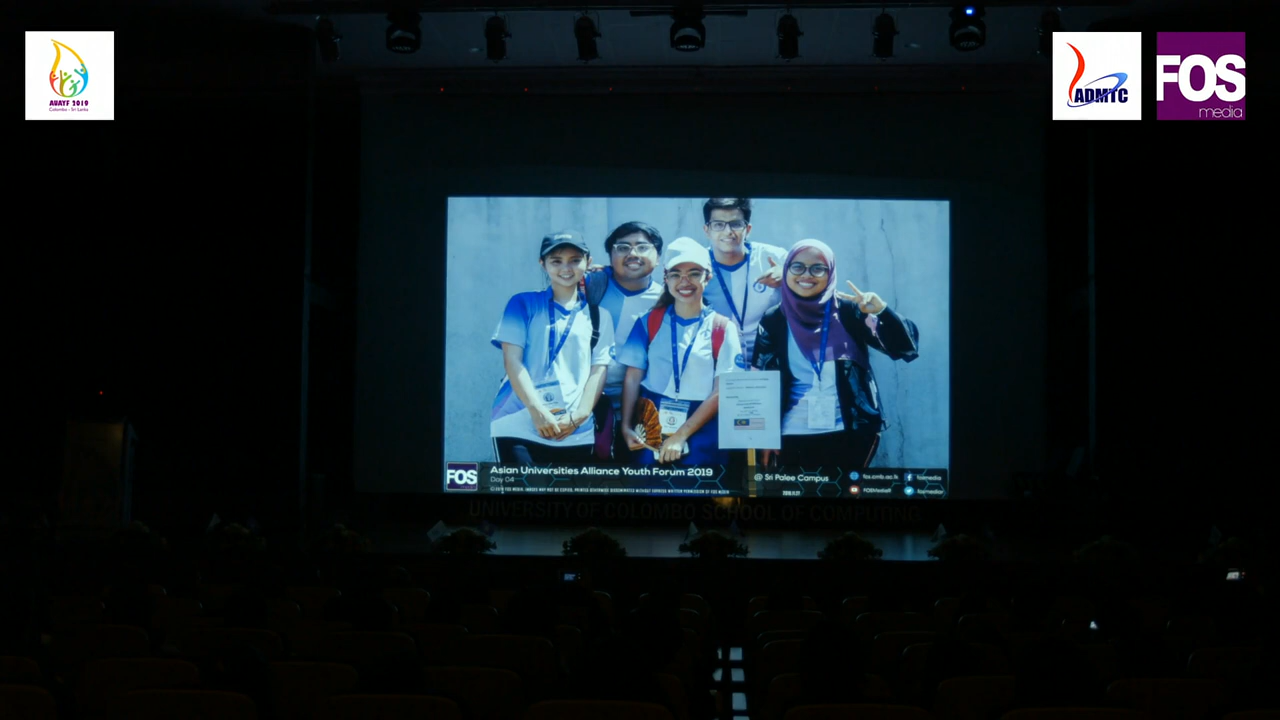 AUAYF 2019
Colombo - Sri Lanka
ADMTC
FOS
media
FOS
Asian Universities Alliance Youth Forum 2019
Day 04
@ Sri Palee Campus
fos.cmb.ac.lk
fosmedia
FOSMedia
fosmedia
UNIVERSITY OF COLOMBO SCHOOL OF COMPUTING